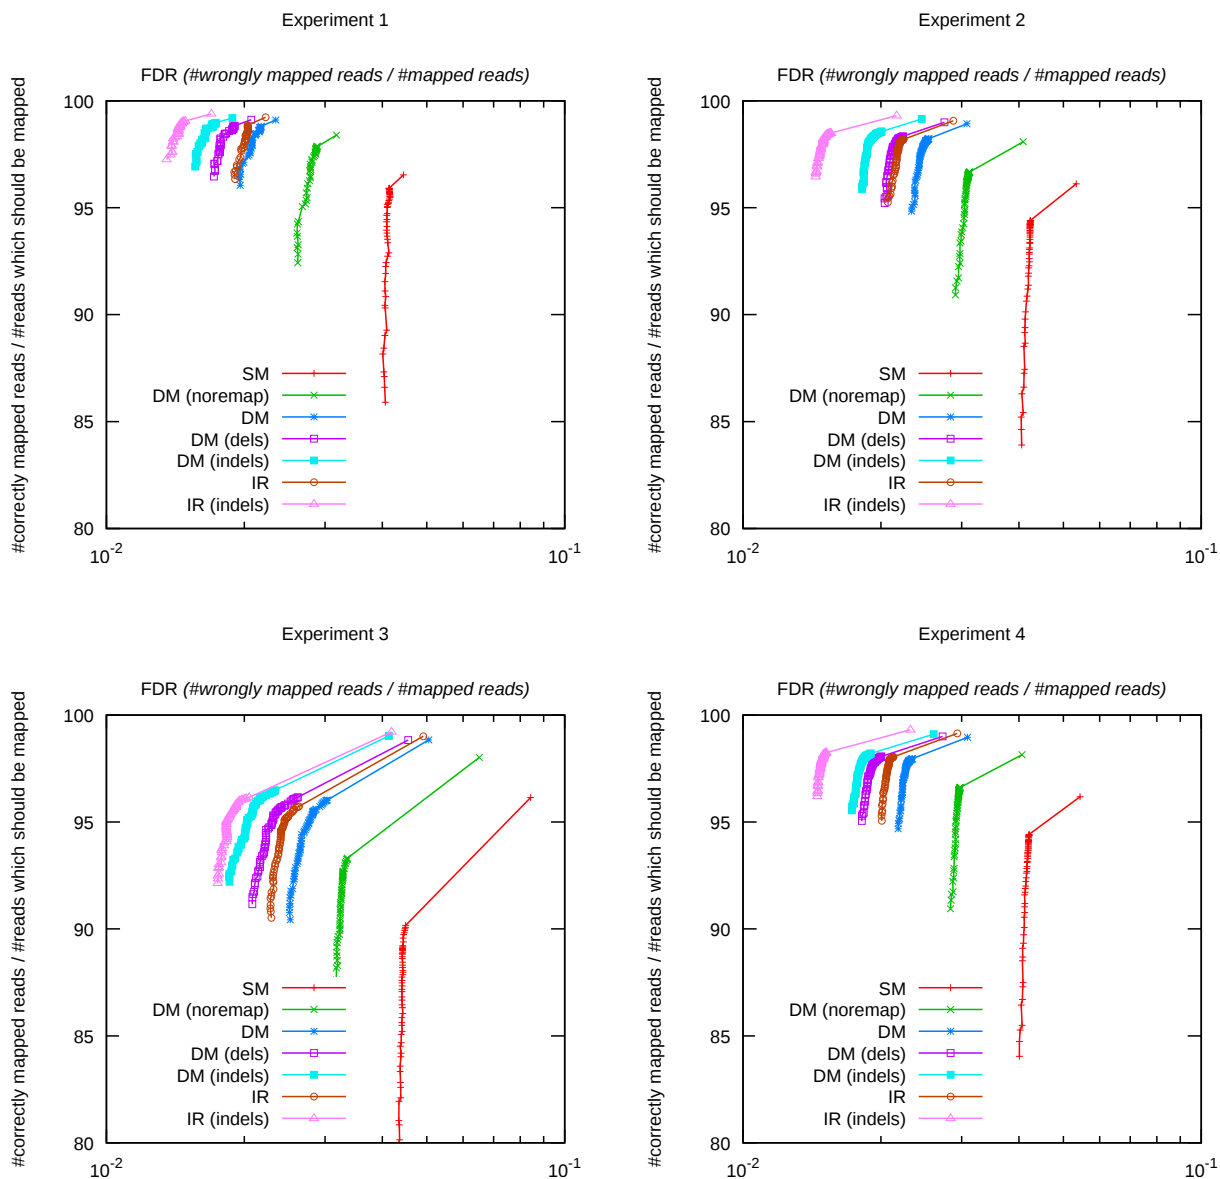 Experiment 1
FDR (#wrongly mapped reads / #mapped reads)
#correctly mapped reads / #reads which should be mapped
100
95
90
85
80
10-2
10-1
SM
DM (noremap)
DM
DM (dels)
DM (indels)
IR
IR (indels)
Experiment 2
FDR (#wrongly mapped reads / #mapped reads)
#correctly mapped reads / #reads which should be mapped
100
95
90
85
80
10-2
10-1
SM
DM (noremap)
DM
DM (dels)
DM (indels)
IR
IR (indels)
Experiment 3
FDR (#wrongly mapped reads / #mapped reads)
#correctly mapped reads / #reads which should be mapped
100
95
90
85
80
10-2
10-1
SM
DM (noremap)
DM
DM (dels)
DM (indels)
IR
IR (indels)
Experiment 4
FDR (#wrongly mapped reads / #mapped reads)
#correctly mapped reads / #reads which should be mapped
100
95
90
85
80
10-2
10-1
SM
DM (noremap)
DM
DM (dels)
DM (indels)
IR
IR (indels)